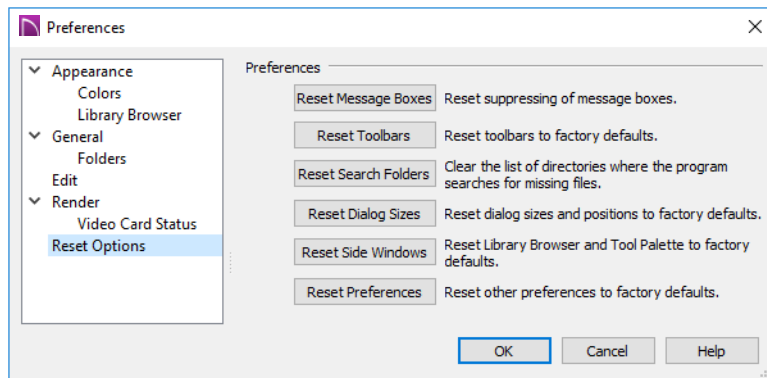 Preferences
Appearance
Colors
Library Browser
General
Folders
Edit
Render
Video Card Status
Reset Options
Preferences
Reset Message Boxes Reset suppressing of message boxes.
Reset Toolbars Reset toolbars to factory defaults.
Reset Search Folders Clear the list of directories where the program
searches for missing files.
Reset Dialog Sizes Reset dialog sizes and positions to factory defaults.
Reset Side Windows Reset Library Browser and Tool Palette to factory
defaults.
Reset Preferences Reset other preferences to factory defaults.
OK Cancel Help